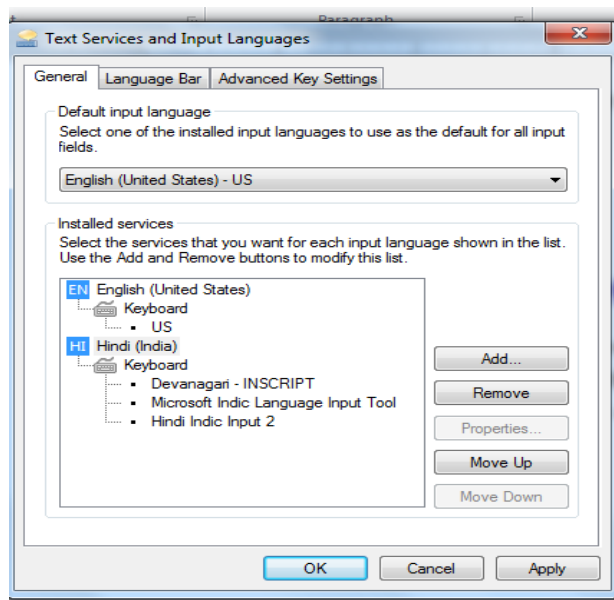 Paragraph
Text Services and Input Languages
General Language Bar Advanced Key Settings
Default input language
Select one of the installed input languages to use as the default for all input
fields.
English (United States) - US
Installed services
Select the services that you want for each input language shown in the list.
Use the Add and Remove buttons to modify this list.
EN English (United States)
Keyboard
US
HI Hindi (India)
Keyboard
Devanagari - INSCRIPT
Microsoft Indic Language Input Tool
Hindi Indic Input 2
Add...
Remove
Properties...
Move Up
Move Down
OK Cancel Apply